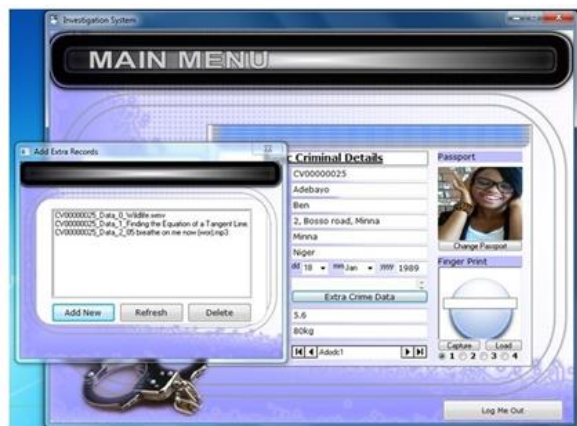 Investigation System
MAIN MENU
Add Extra Records
CV00000025_Data_0_Wildlife.wmv
CV00000025_Data_1_Finding the Equation of a Tangent Line.
CV00000025_Data_2_05 breathe on me now (wor).mp3
Add New Refresh Delete
c Criminal Details
CV00000025
Adebayo
Ben
2, Bosso road, Minna
Minna
Niger
dd 18 mm Jan yyyy 1989
Extra Crime Data
5.6
80kg
Adodc1
Passport
Change Passport
Finger Print
Capture Load
1 2 3 4
Log Me Out